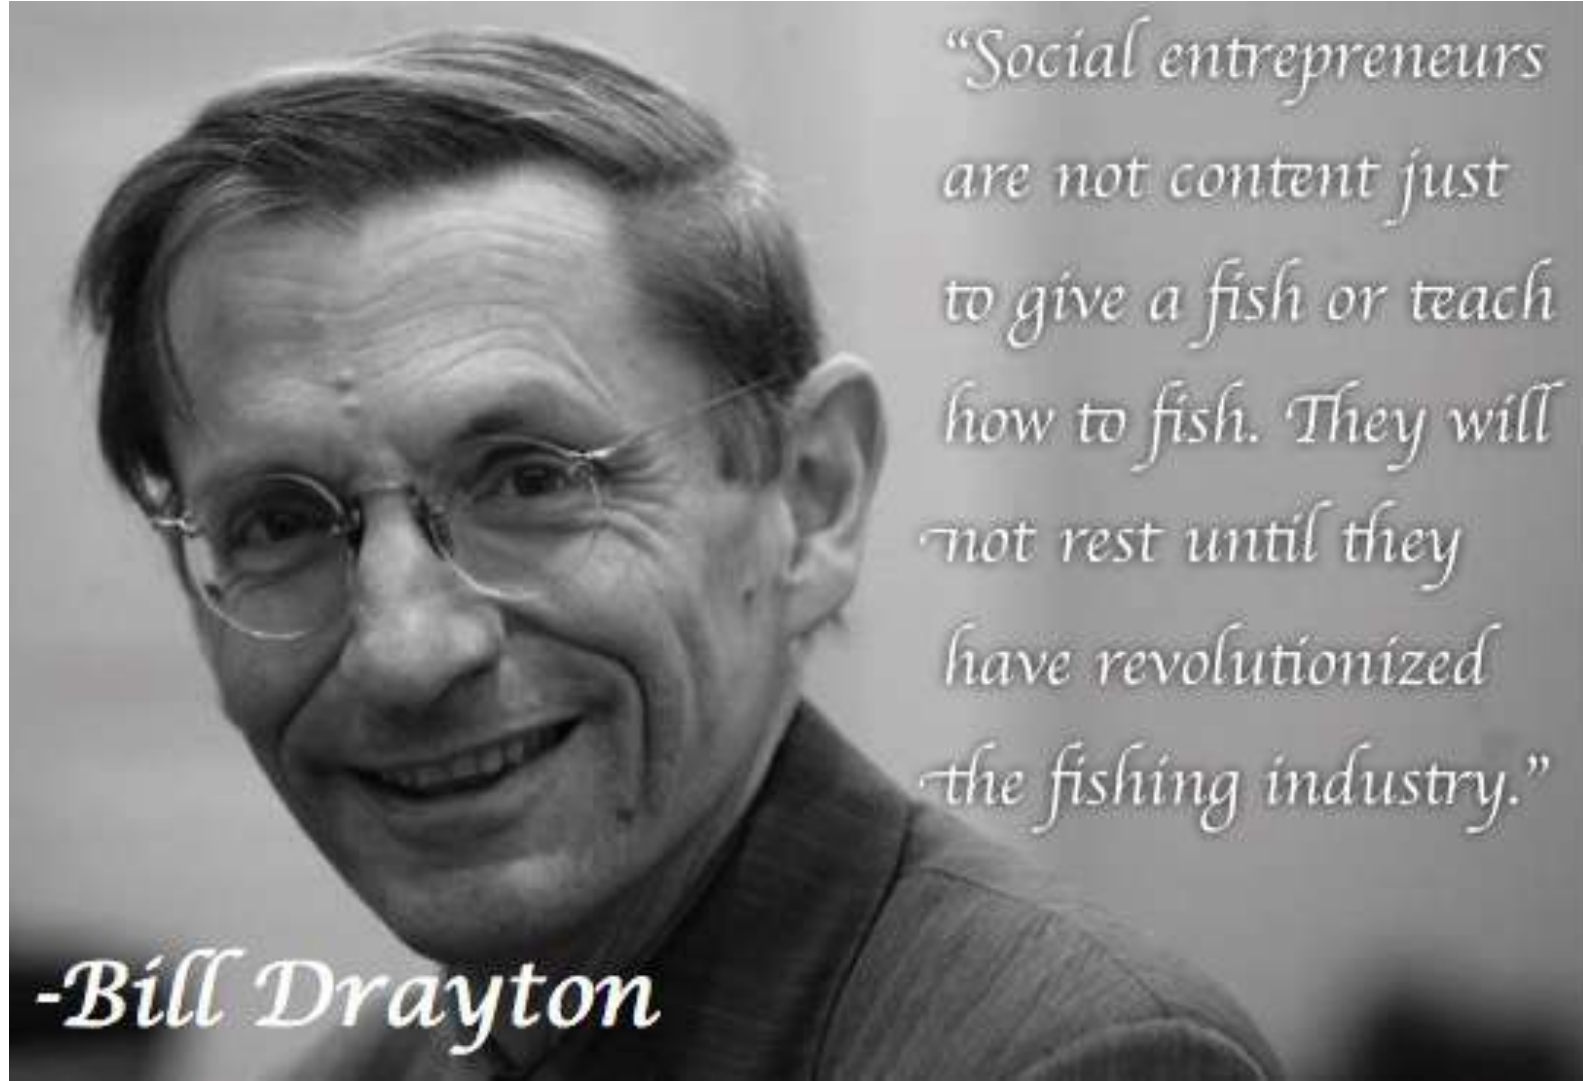 “Social entrepreneurs
are not content just
to give a fish or teach
how to fish. They will
not rest until they
have revolutionized
the fishing industry.”
-Bill Drayton